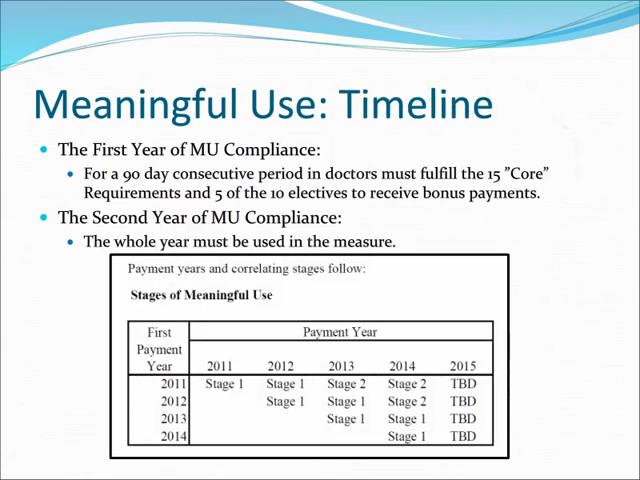 Meaningful Use: Timeline
The First Year of MU Compliance:
For a 90 day consecutive period in doctors must fulfill the 15 ”Core”
Requirements and 5 of the 10 electives to receive bonus payments.
The Second Year of MU Compliance:
The whole year must be used in the measure.
Payment years and correlating stages follow:
Stages of Meaningful Use
First Payment Year
Payment Year
2011 2012 2013 2014 2015
2011 Stage 1 Stage 1 Stage 2 Stage 2 TBD
2012 Stage 1 Stage 1 Stage 2 TBD
2013 Stage 1 Stage 1 TBD
2014 Stage 1 TBD